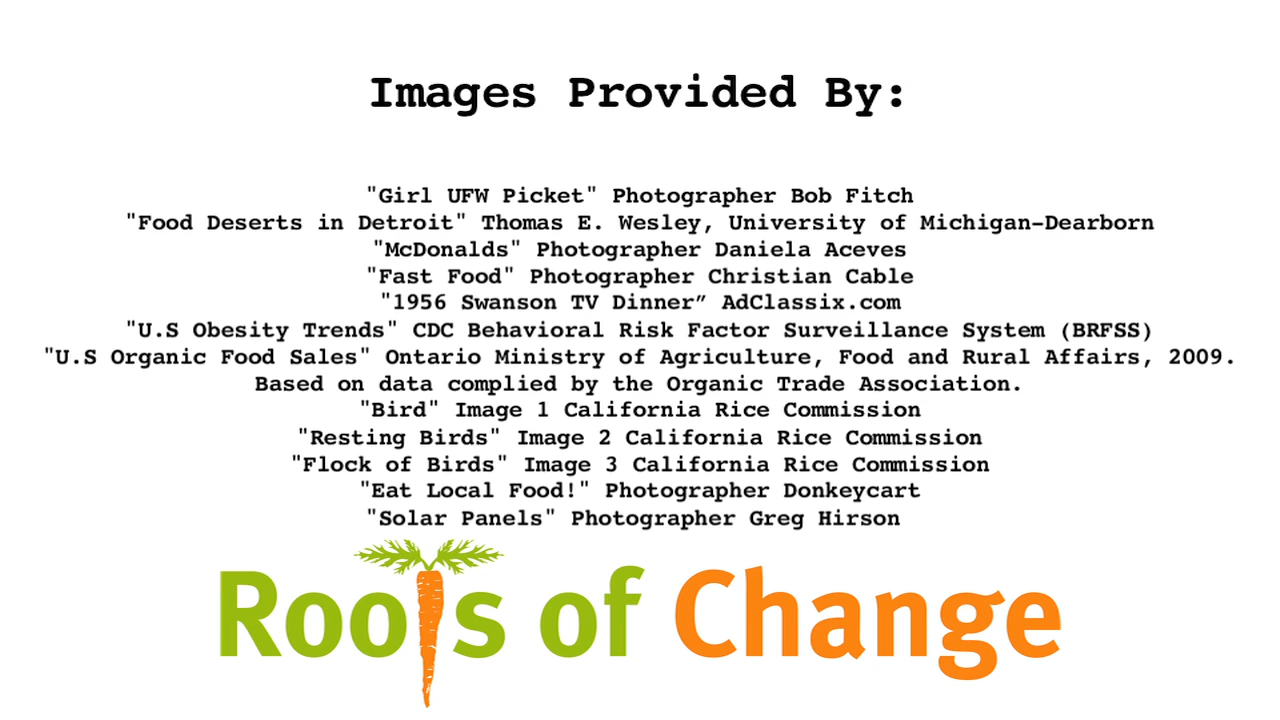 Images Provided By:
"Girl UFW Picket" Photographer Bob Fitch
"Food Deserts in Detroit" Thomas E. Wesley, University of Michigan-Dearborn
"McDonalds" Photographer Daniela Aceves
"Fast Food" Photographer Christian Cable
"1956 Swanson TV Dinner” AdClassix.com
"U.S Obesity Trends" CDC Behavioral Risk Factor Surveillance System (BRFSS)
"U.S Organic Food Sales" Ontario Ministry of Agriculture, Food and Rural Affairs, 2009.
Based on data complied by the Organic Trade Association.
"Bird" Image 1 California Rice Commission
"Resting Birds" Image 2 California Rice Commission
"Flock of Birds" Image 3 California Rice Commission
"Eat Local Food!" Photographer Donkeycart
"Solar Panels" Photographer Greg Hirson
Roots of Change